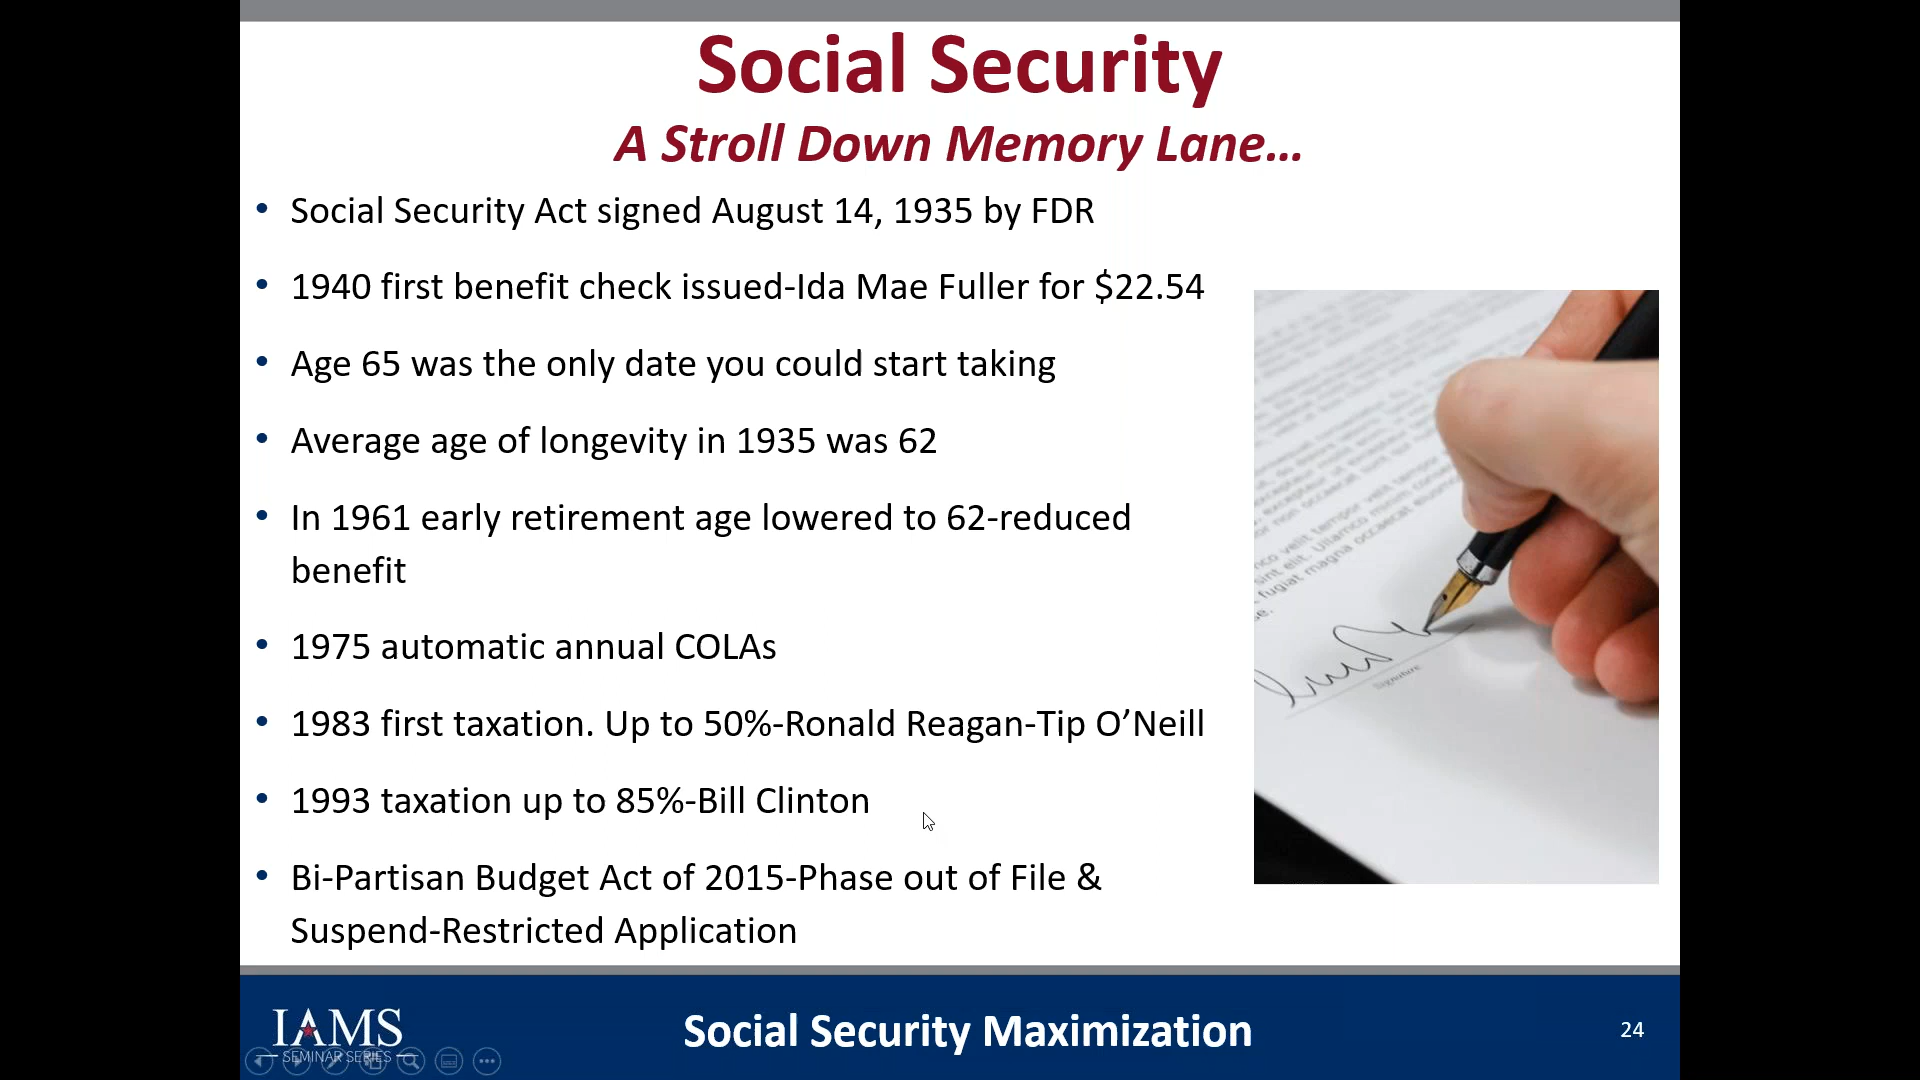 Social Security
A Stroll Down Memory Lane…
• Social Security Act signed August 14, 1935 by FDR
• 1940 first benefit check issued-Ida Mae Fuller for $22.54
• Age 65 was the only date you could start taking
• Average age of longevity in 1935 was 62
• In 1961 early retirement age lowered to 62-reduced
benefit
• 1975 automatic annual COLAs
• 1983 first taxation. Up to 50%-Ronald Reagan-Tip O’Neill
• 1993 taxation up to 85%-Bill Clinton
• Bi-Partisan Budget Act of 2015-Phase out of File &
Suspend-Restricted Application
Signature
IAMS
SEMINAR SERIES
Social Security Maximization
24